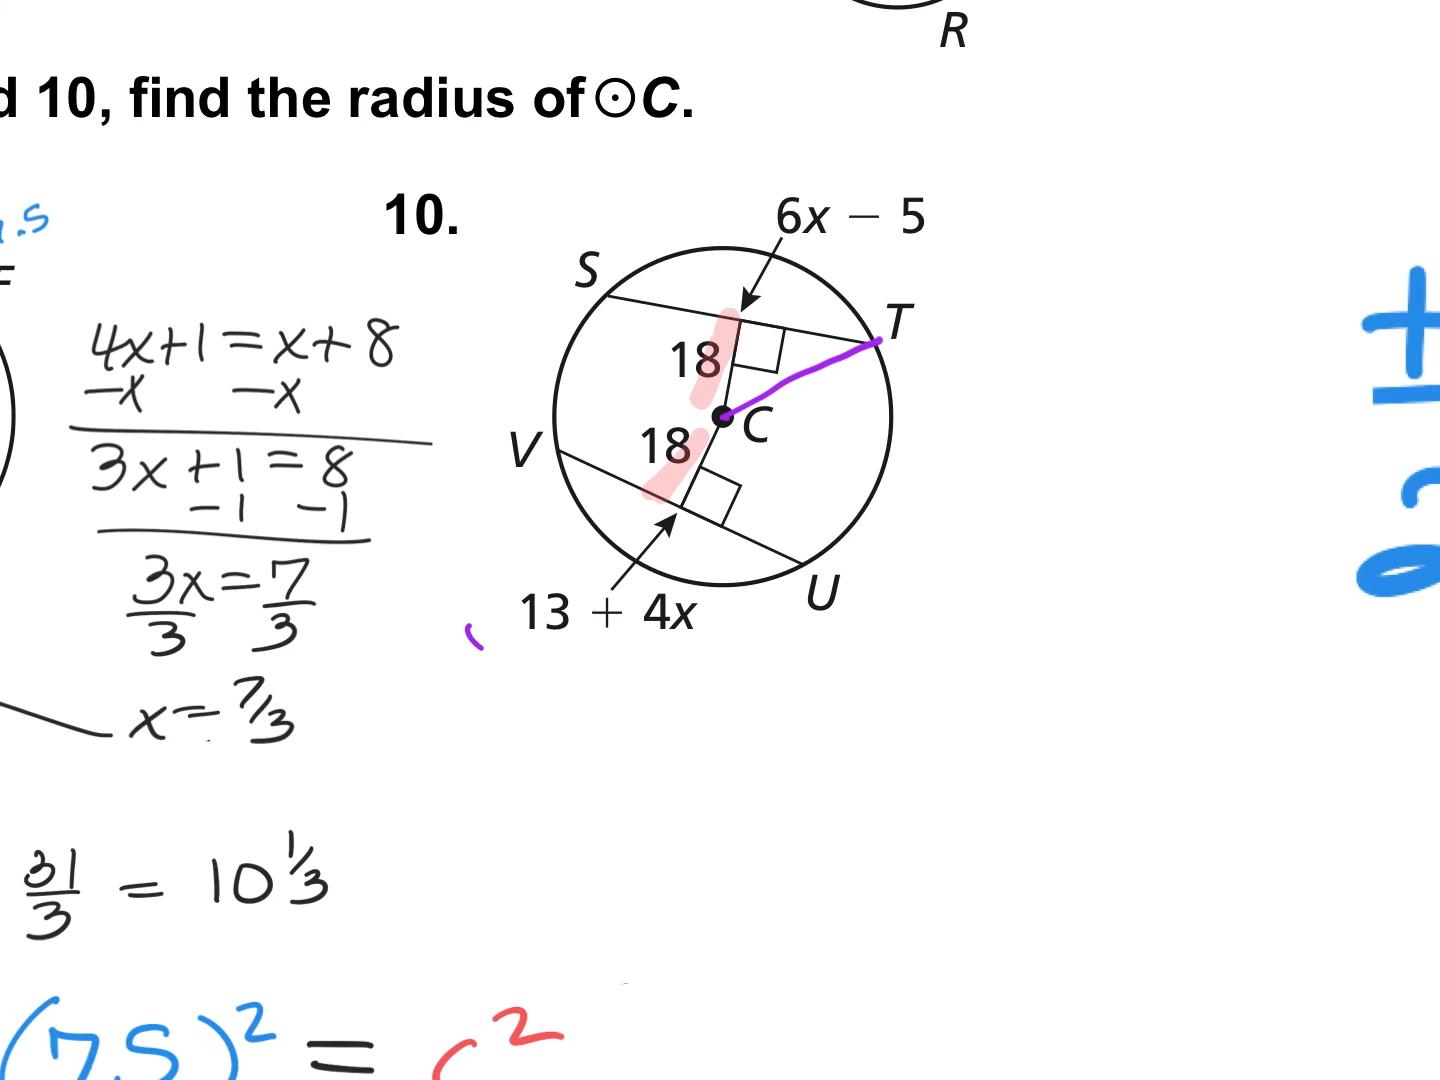 R
d 10, find the radius of ⊙C.
10.
6x − 5
S
T
18
C
18
V
U
13 + 4x
.5
4x+1=x+8
-x -x
3x+1=8
-1 -1
3x=7
3 3
x=7/3
31/3 = 10 1/3
(7.5)² = r²